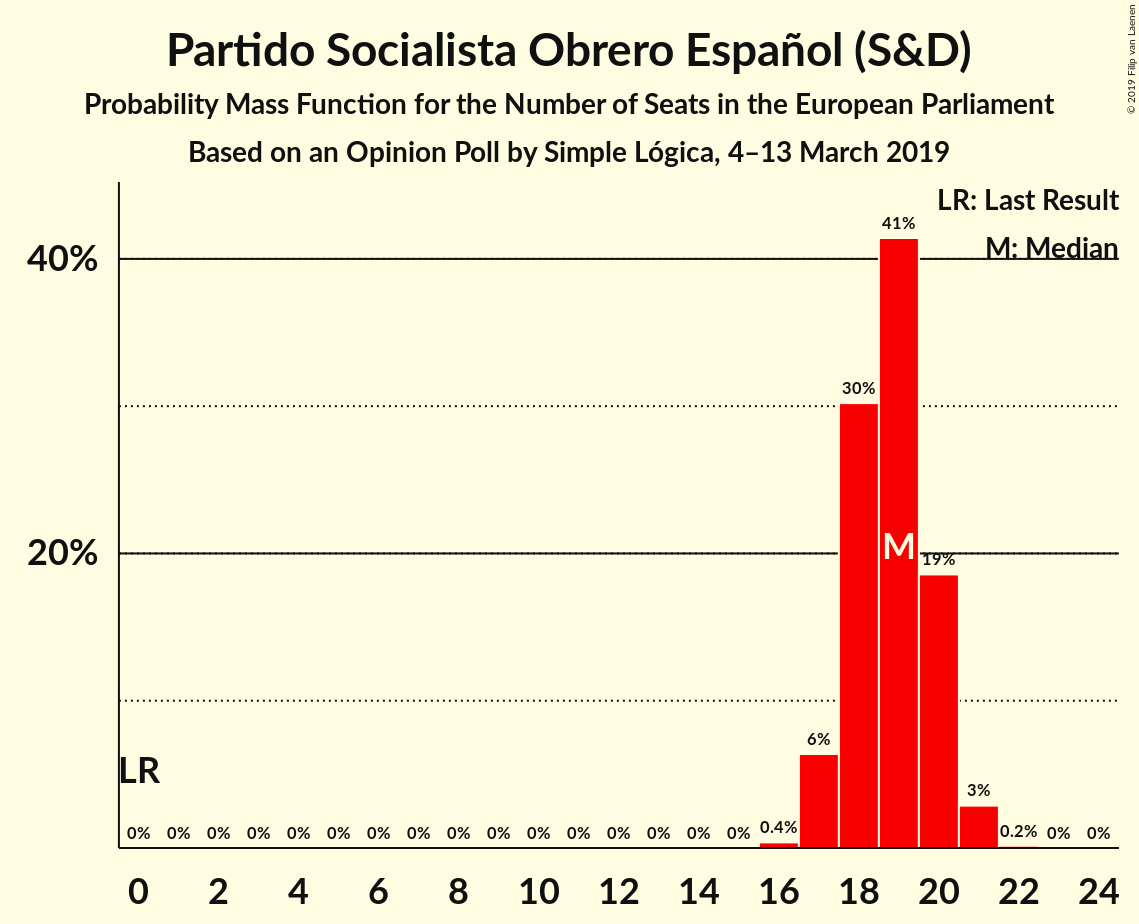 Partido Socialista Obrero Español (S&D)
Probability Mass Function for the Number of Seats in the European Parliament
Based on an Opinion Poll by Simple Lógica, 4–13 March 2019
© 2019 Filip van Laenen
LR: Last Result
M: Median
41%
40%
30%
M
20%
19%
LR
6%
3%
0% 0% 0% 0% 0% 0% 0% 0% 0% 0% 0% 0% 0% 0% 0% 0% 0.4% 0.2% 0% 0%
0 2 4 6 8 10 12 14 16 18 20 22 24